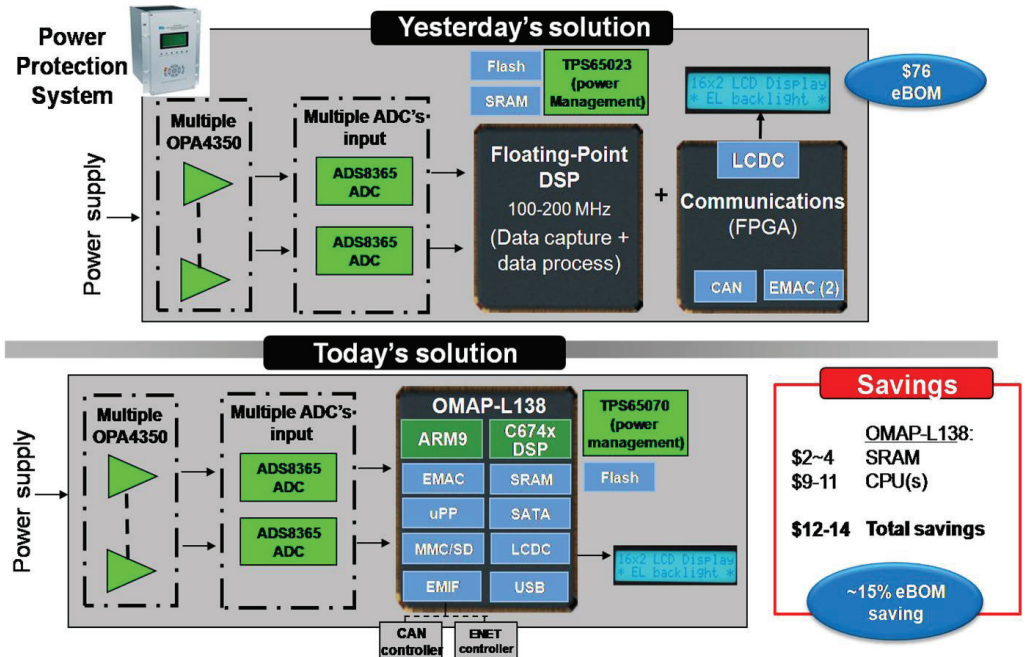 Power
Protection
System
Yesterday's solution
$76
eBOM
Flash
SRAM
TPS65023
(power
Management)
16x2 LCD Display
* EL backlight *
Power supply
Multiple
OPA4350
Multiple ADC's
input
ADS8365
ADC
ADS8365
ADC
Floating-Point
DSP
100-200 MHz
(Data capture +
data process)
+
LCDC
Communications
(FPGA)
CAN
EMAC (2)
Today's solution
Power supply
Multiple
OPA4350
Multiple ADC's
input
ADS8365
ADC
ADS8365
ADC
OMAP-L138
ARM9
C674x
DSP
EMAC
SRAM
uPP
SATA
MMC/SD
LCDC
EMIF
USB
CAN
controller
ENET
controller
TPS65070
(power
management)
Flash
16x2 LCD Display
* EL backlight *
Savings
OMAP-L138:
$2~4 SRAM
$9-11 CPU(s)
$12-14 Total savings
~15% eBOM
saving